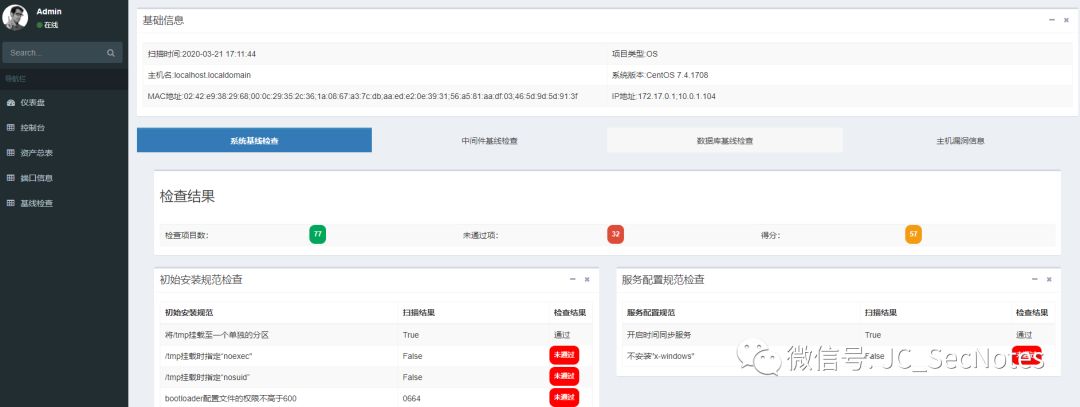 Admin
在线
Search...
导航栏
仪表盘
控制台
资产总表
端口信息
基线检查
基础信息
扫描时间:2020-03-21 17:11:44 项目类型:OS
主机名:localhost.localdomain 系统版本:CentOS 7.4.1708
MAC地址:02:42:e9:38:29:68;00:0c:29:35:2c:36;1a:08:67:a3:7c:db;aa:ed:e2:0e:39:31;56:a5:81:aa:df:03;46:5d:9d:5d:91:3f IP地址:172.17.0.1;10.0.1.104
系统基线检查 中间件基线检查 数据库基线检查 主机漏洞信息
检查结果
检查项目数: 77 未通过项: 32 得分: 57
初始安装规范检查
初始安装规范 扫描结果 检查结果
将/tmp挂载至一个单独的分区 True 通过
/tmp挂载时指定"noexec" False 未通过
/tmp挂载时指定"nosuid" False 未通过
bootloader配置文件的权限不高于600 0664 未通过
服务配置规范检查
服务配置规范 扫描结果 检查结果
开启时间同步服务 True 通过
不安装"x-windows" False 未通过
微信号: JC_SecNotes